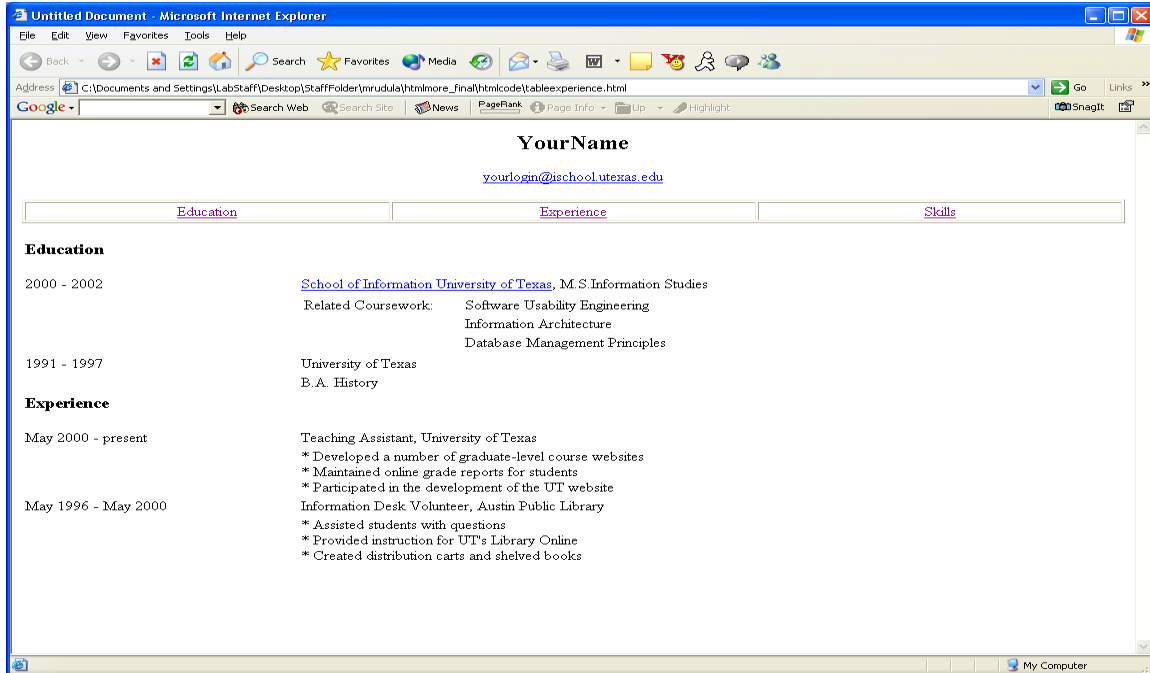 Untitled Document - Microsoft Internet Explorer
File Edit View Favorites Tools Help
Back Search Favorites Media
Address C:\Documents and Settings\LabStaff\Desktop\StaffFolder\mrudula\htmlmore_final\htmlcode\tableexperience.html Go Links »
Google Search Web Search Site News PageRank Page Info Up Highlight SnagIt
YourName
yourlogin@ischool.utexas.edu
Education Experience Skills
Education
2000 - 2002 School of Information University of Texas, M.S.Information Studies
Related Coursework: Software Usability Engineering
Information Architecture
Database Management Principles
1991 - 1997 University of Texas
B.A. History
Experience
May 2000 - present Teaching Assistant, University of Texas
* Developed a number of graduate-level course websites
* Maintained online grade reports for students
* Participated in the development of the UT website
May 1996 - May 2000 Information Desk Volunteer, Austin Public Library
* Assisted students with questions
* Provided instruction for UT's Library Online
* Created distribution carts and shelved books
My Computer